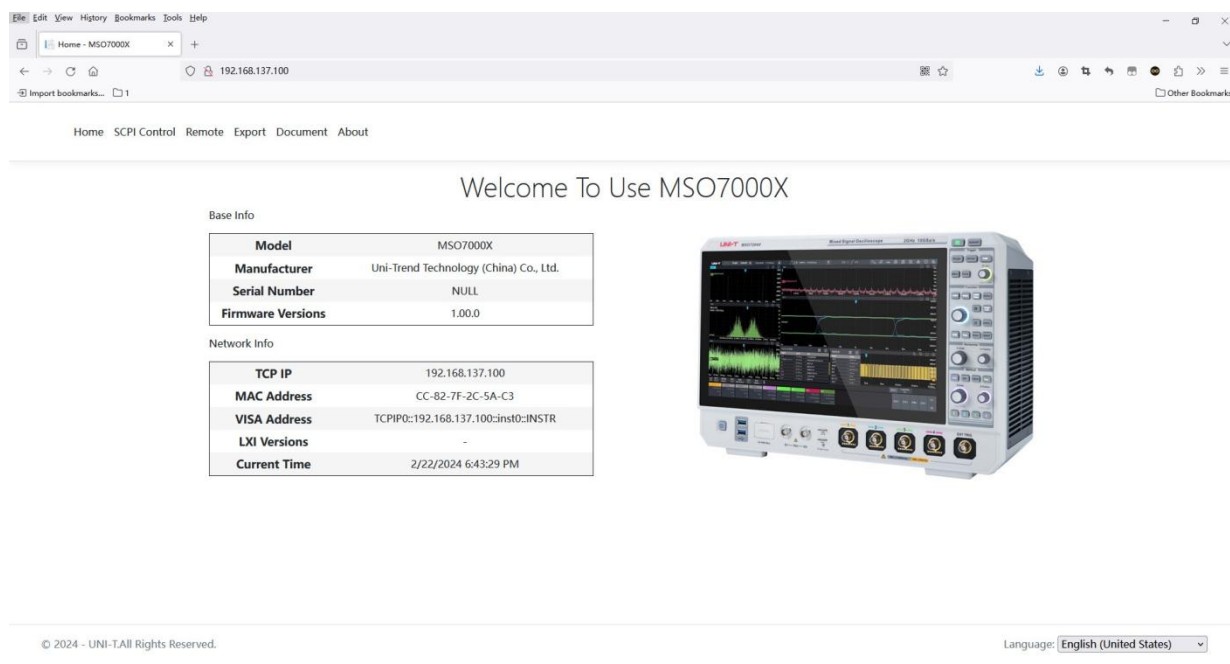 File Edit View History Bookmarks Tools Help
Home - MSO7000X
192.168.137.100
Import bookmarks... 1
Other Bookmarks
Home SCPI Control Remote Export Document About
Welcome To Use MSO7000X
Base Info
Model MSO7000X
Manufacturer Uni-Trend Technology (China) Co., Ltd.
Serial Number NULL
Firmware Versions 1.00.0
Network Info
TCP IP 192.168.137.100
MAC Address CC-82-7F-2C-5A-C3
VISA Address TCPIP0::192.168.137.100::inst0::INSTR
LXI Versions -
Current Time 2/22/2024 6:43:29 PM
UNI-T
Mixed Signal Oscilloscope
© 2024 - UNI-T.All Rights Reserved.
Language: English (United States)